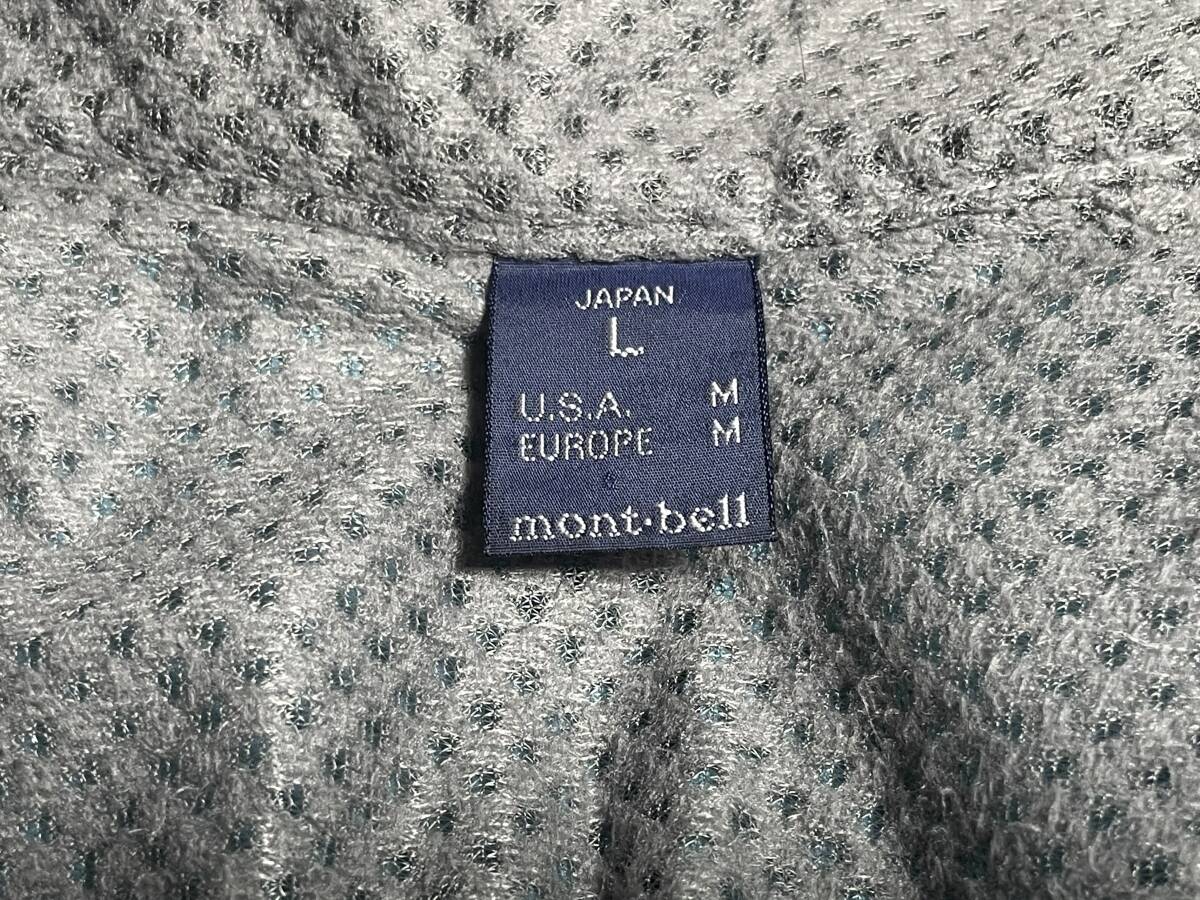 JAPAN
L
U.S.A. M
EUROPE M
mont-bell